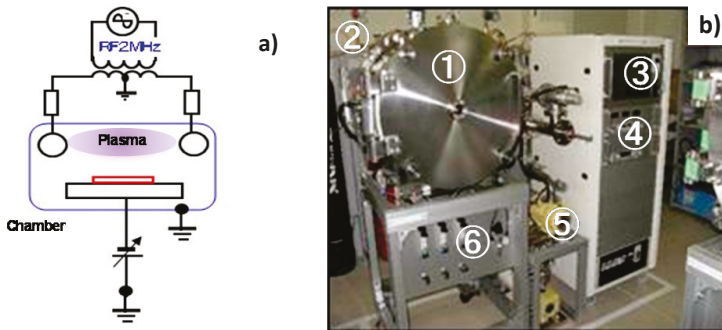 RF2MHz
a)
Plasma
Chamber
b)
①
②
③
④
⑤
⑥